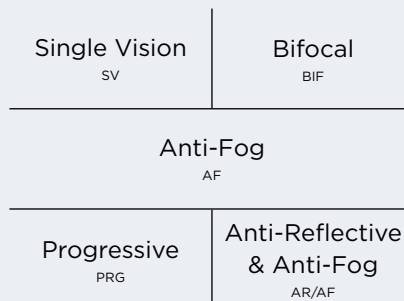 Single Vision
SV
Bifocal
BIF
Anti-Fog
AF
Progressive
PRG
Anti-Reflective
& Anti-Fog
AR/AF